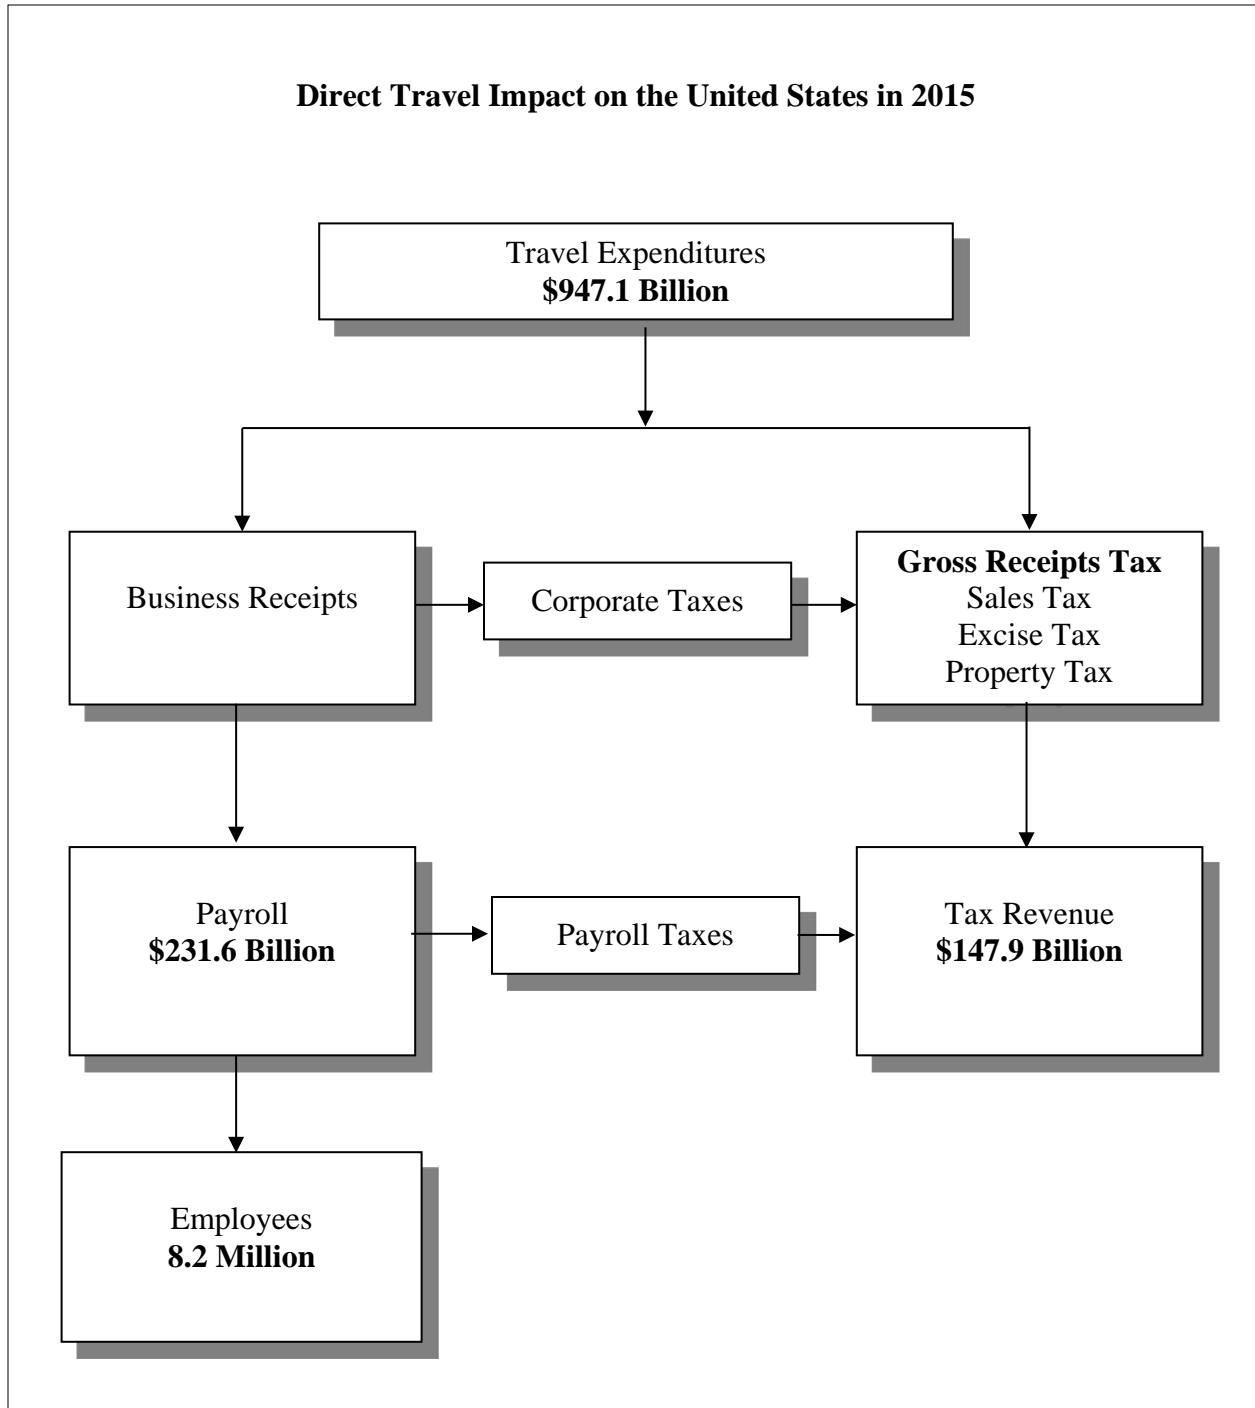 Direct Travel Impact on the United States in 2015
Travel Expenditures
$947.1 Billion
Business Receipts
Corporate Taxes
Gross Receipts Tax
Sales Tax
Excise Tax
Property Tax
Payroll
$231.6 Billion
Payroll Taxes
Tax Revenue
$147.9 Billion
Employees
8.2 Million